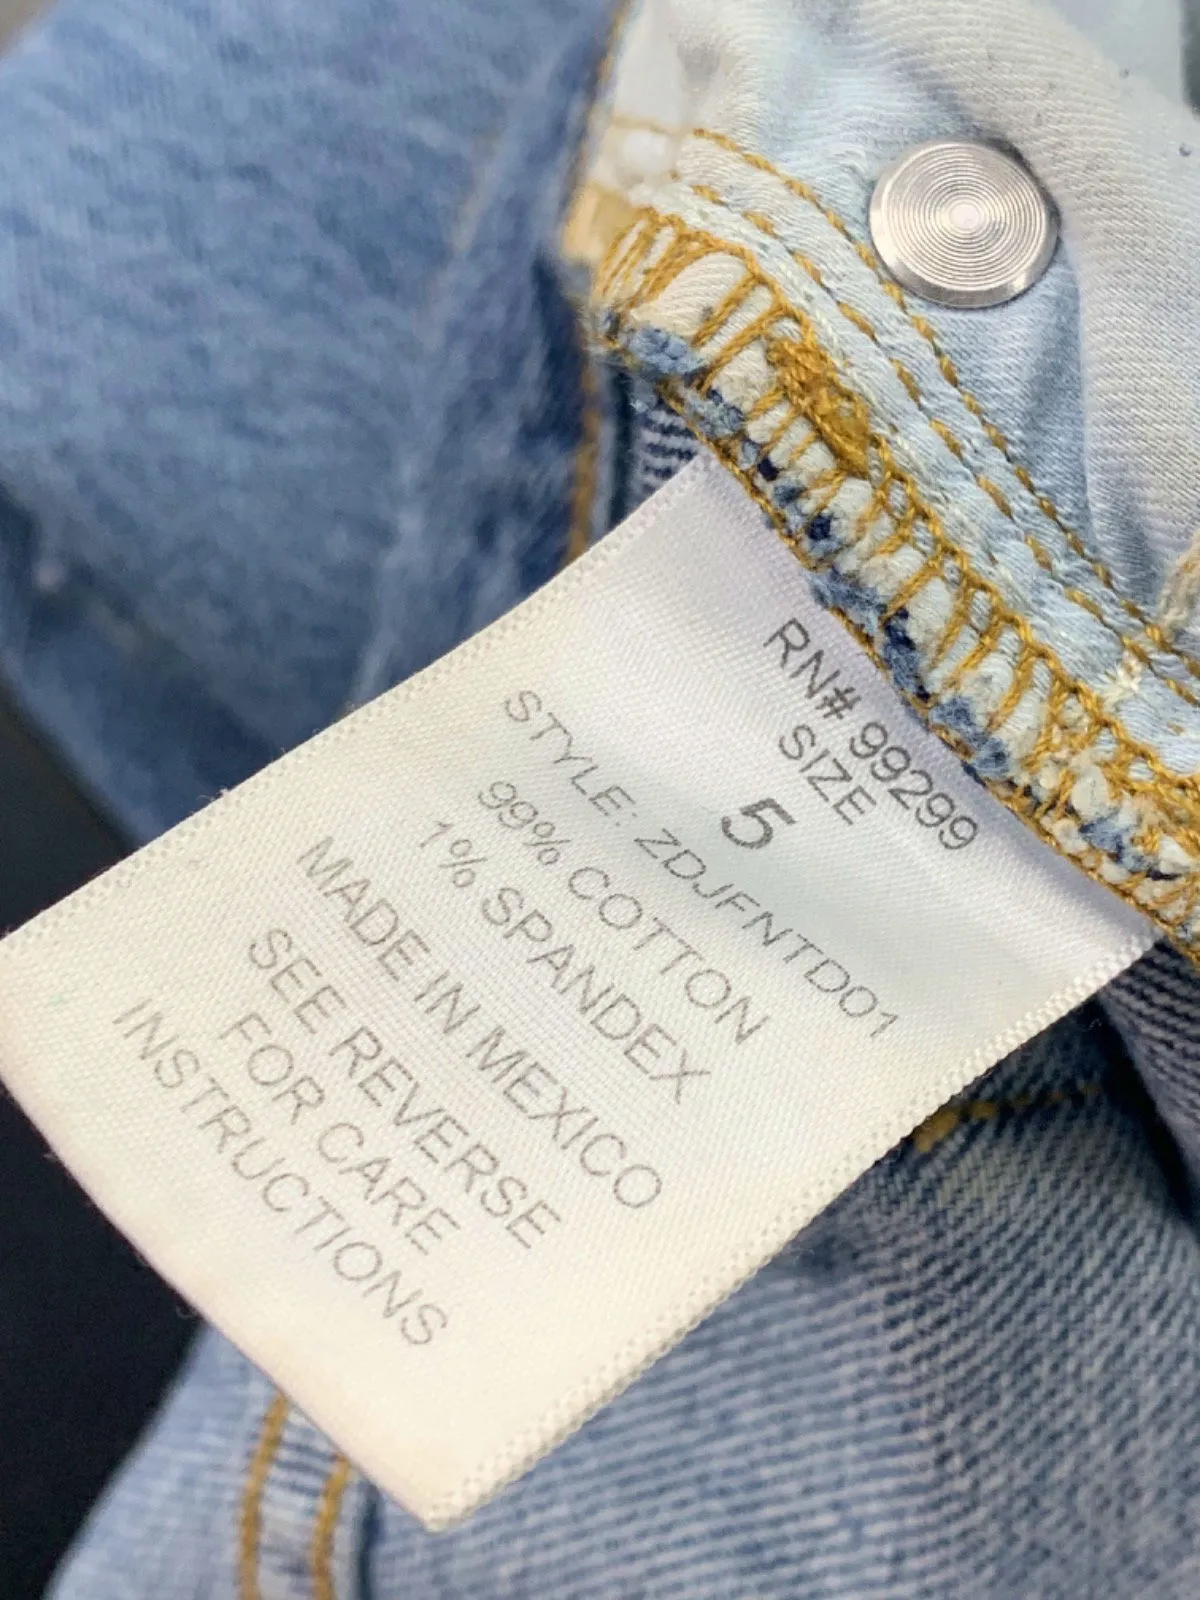 RN# 99299
SIZE
5
STYLE: ZDJFNTD01
99% COTTON
1% SPANDEX
MADE IN MEXICO
SEE REVERSE
FOR CARE
INSTRUCTIONS